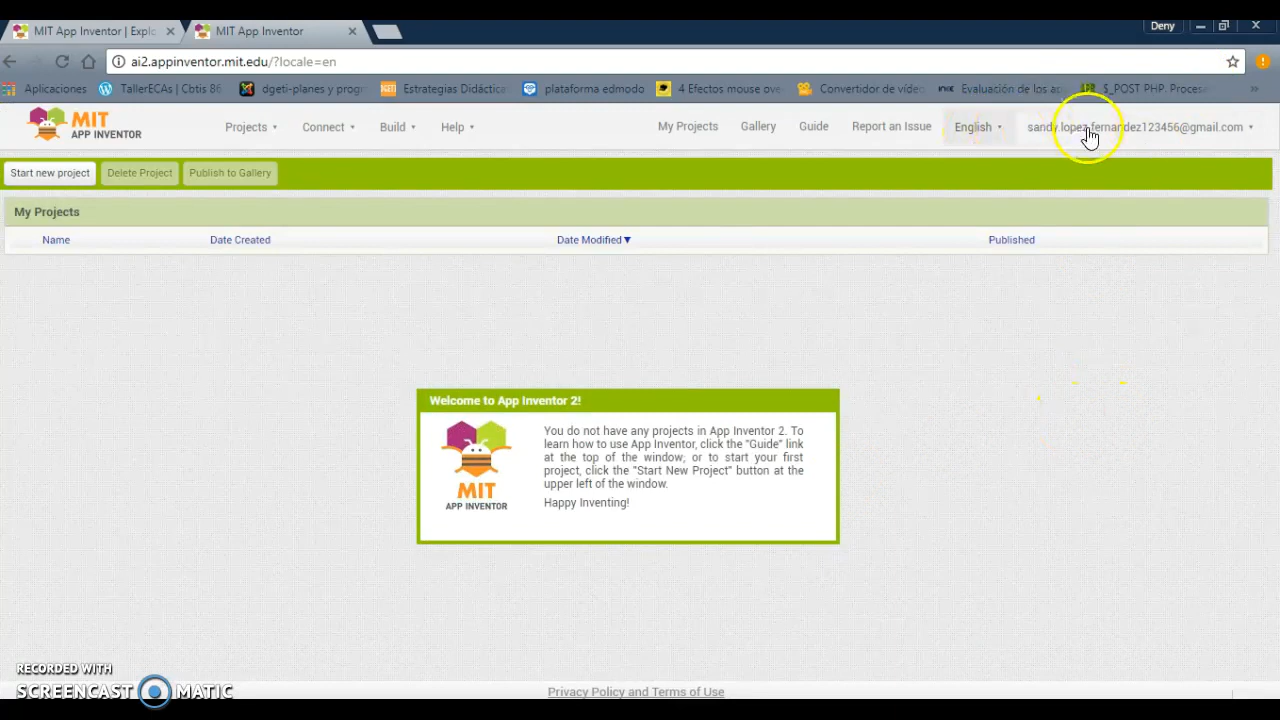 MIT App Inventor | Explo
MIT App Inventor
Deny
ai2.appinventor.mit.edu/?locale=en
Aplicaciones
TallerECAs | Cbtis 86
dgeti-planes y progr
Estrategias Didáctica
plataforma edmodo
4 Efectos mouse ove
Convertidor de vídeo
Evaluación de los ap
$_POST PHP. Proces
MIT
APP INVENTOR
Projects
Connect
Build
Help
My Projects
Gallery
Guide
Report an Issue
English
sandy.lopez.fernandez123456@gmail.com
Start new project
Delete Project
Publish to Gallery
My Projects
Name
Date Created
Date Modified
Published
Welcome to App Inventor 2!
You do not have any projects in App Inventor 2. To
learn how to use App Inventor, click the "Guide" link
at the top of the window; or to start your first
project, click the "Start New Project" button at the
upper left of the window.
Happy Inventing!
MIT
APP INVENTOR
RECORDED WITH
SCREENCAST MATIC
Privacy Policy and Terms of Use